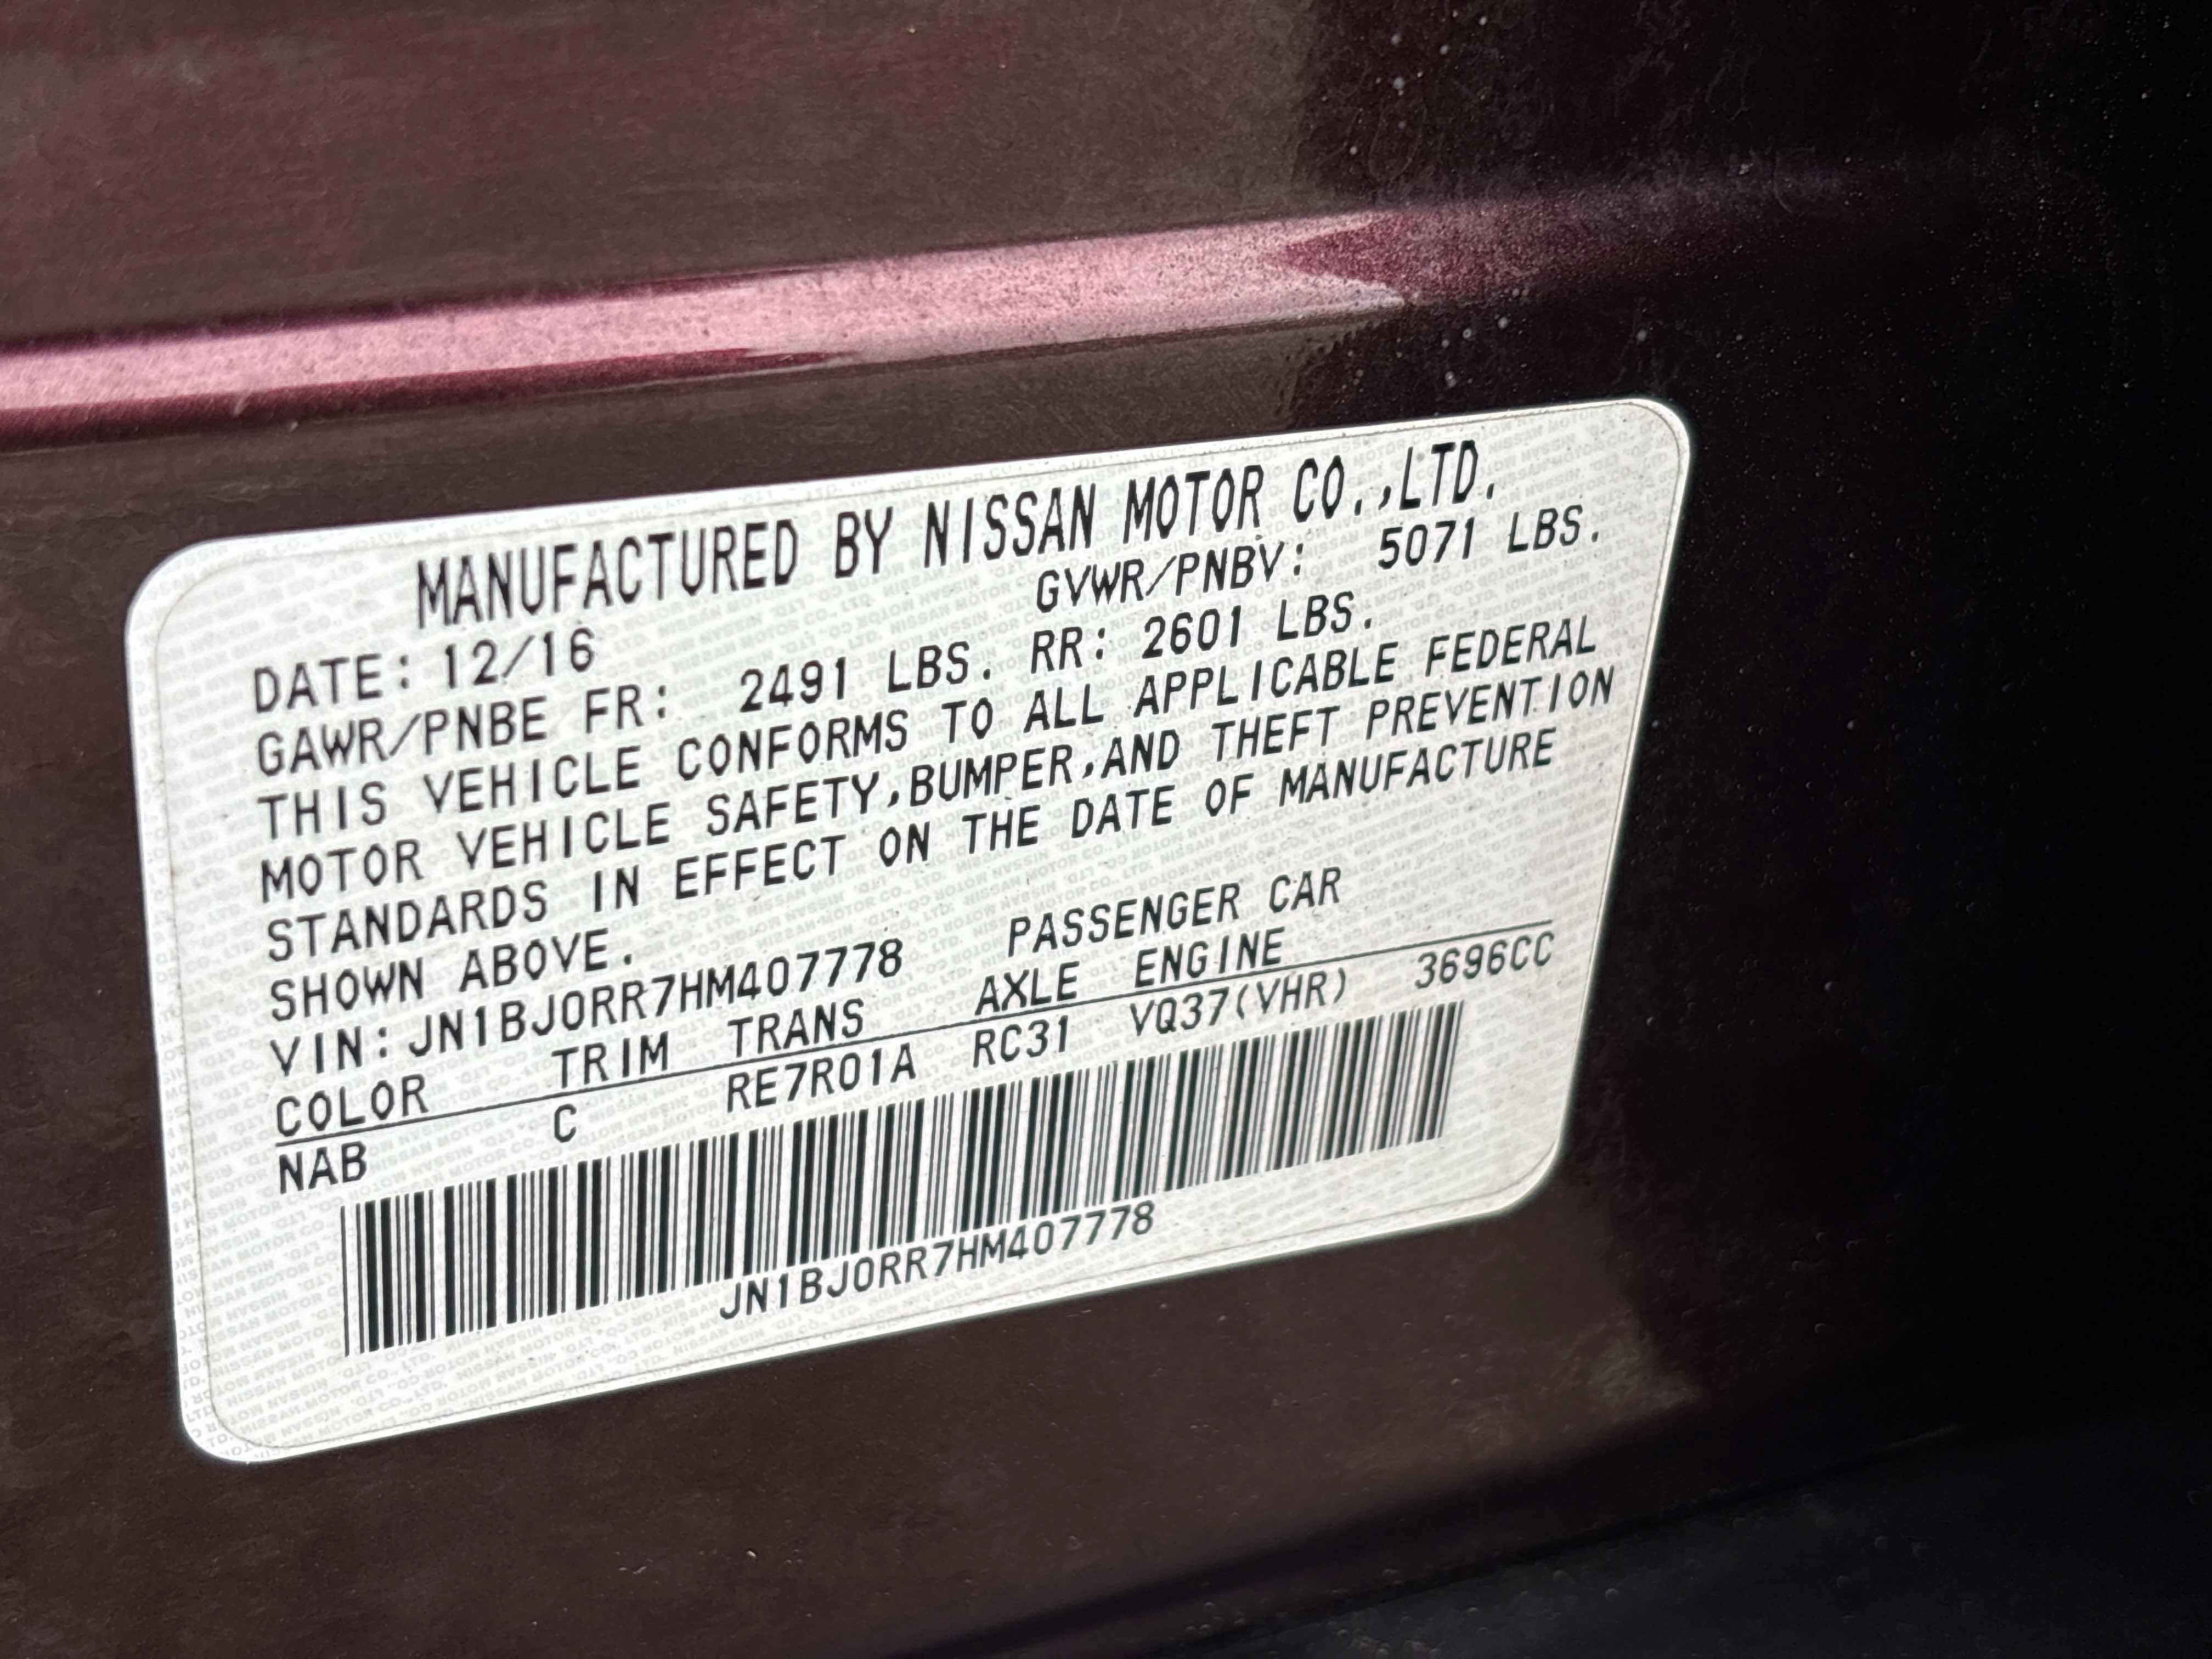 MANUFACTURED BY NISSAN MOTOR CO.,LTD.
DATE: 12/16 GVWR/PNBV: 5071 LBS.
GAWR/PNBE FR: 2491 LBS. RR: 2601 LBS.
THIS VEHICLE CONFORMS TO ALL APPLICABLE FEDERAL
MOTOR VEHICLE SAFETY,BUMPER,AND THEFT PREVENTION
STANDARDS IN EFFECT ON THE DATE OF MANUFACTURE
SHOWN ABOVE.
VIN:JN1BJ0RR7HM407778 PASSENGER CAR
COLOR TRIM TRANS AXLE ENGINE
NAB C RE7R01A RC31 VQ37(VHR) 3696CC
JN1BJ0RR7HM407778